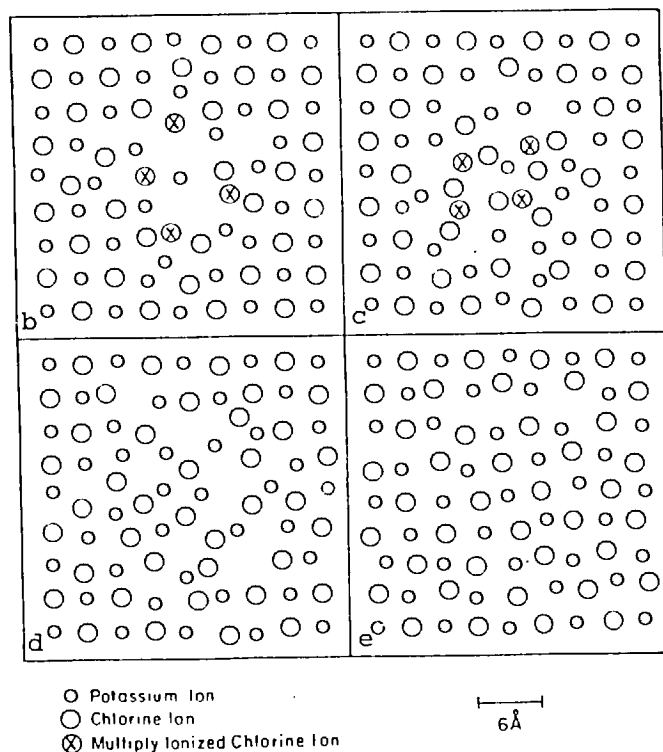 b
c
d
e
Potassium Ion
Chlorine Ion
Multiply Ionized Chlorine Ion
6Å